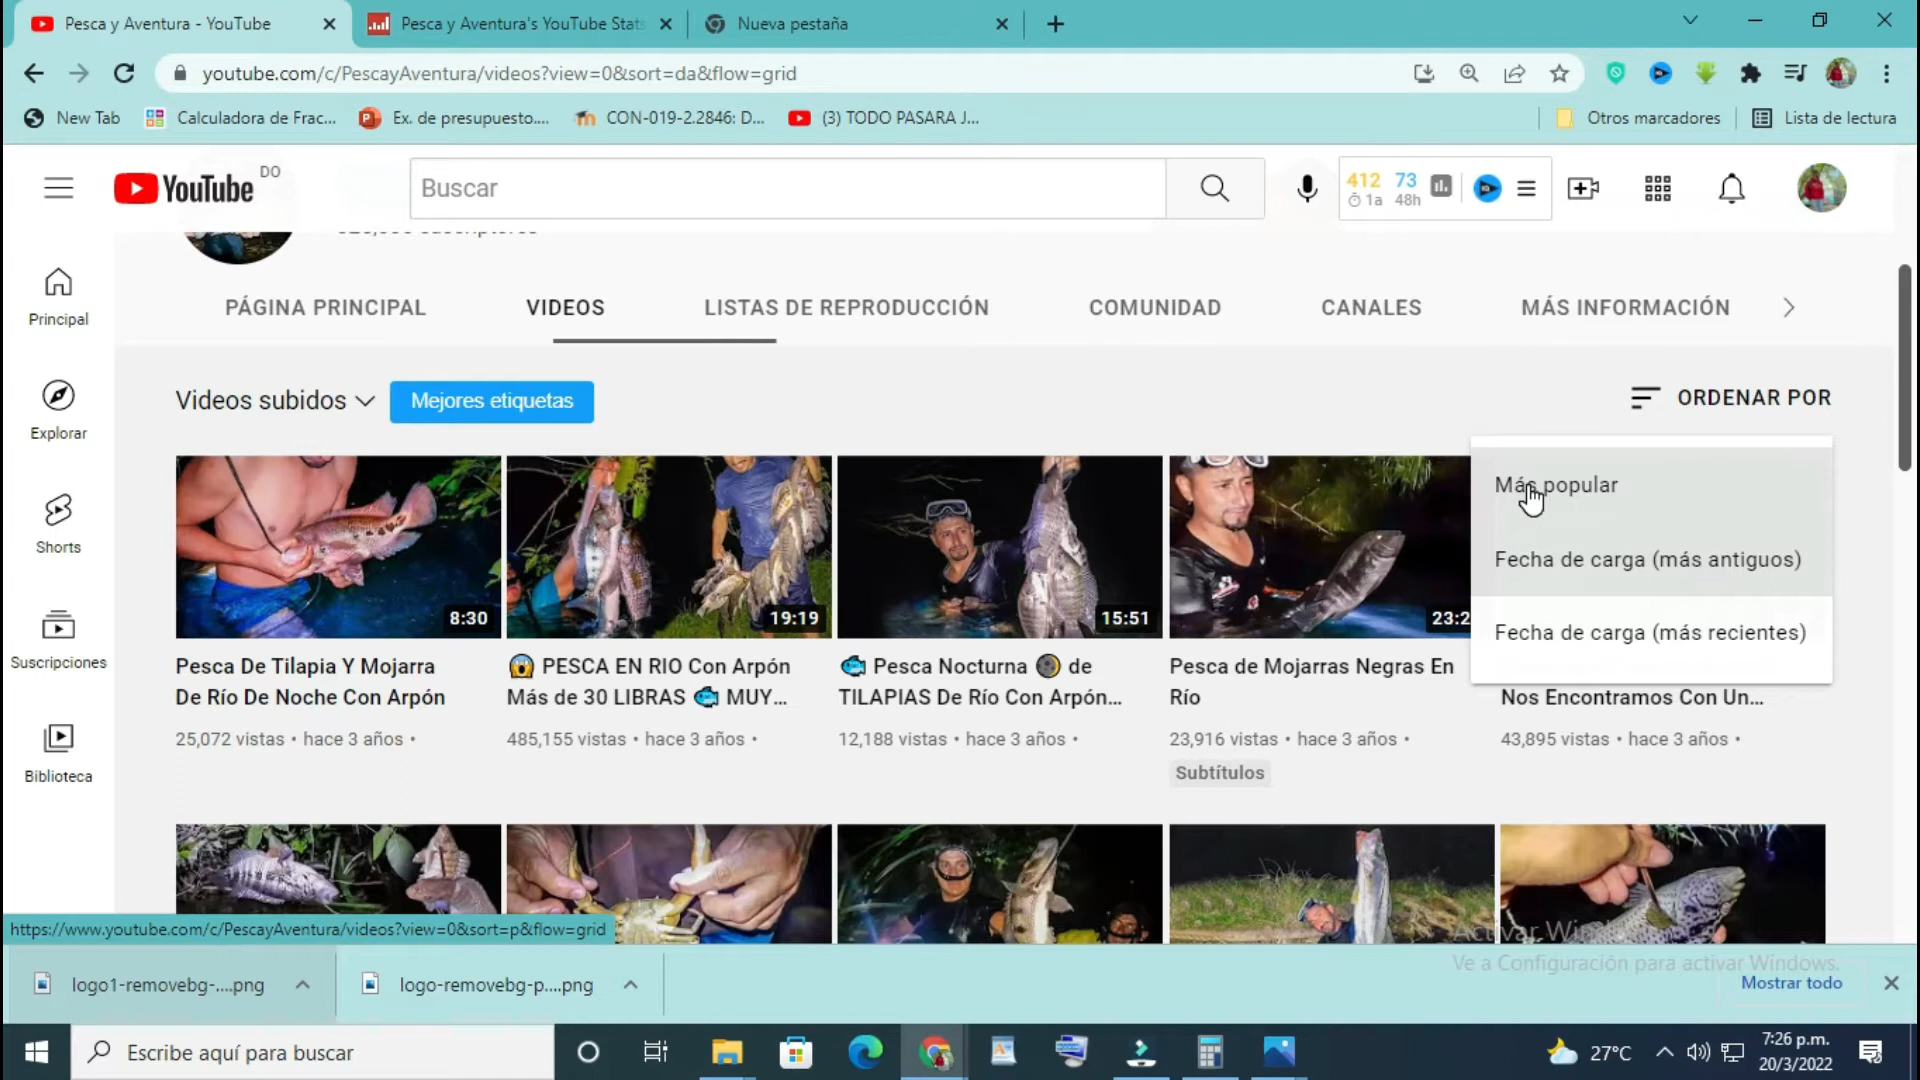 Pesca y Aventura - YouTube
Pesca y Aventura's YouTube Stats
Nueva pestaña
youtube.com/c/PescayAventura/videos?view=0&sort=da&flow=grid
New Tab
Calculadora de Frac...
Ex. de presupuesto....
CON-019-2.2846: D...
(3) TODO PASARA J...
Otros marcadores
Lista de lectura
YouTube DO
Buscar
412 73
1a 48h
PÁGINA PRINCIPAL
VIDEOS
LISTAS DE REPRODUCCIÓN
COMUNIDAD
CANALES
MÁS INFORMACIÓN
Principal
Explorar
Shorts
Suscripciones
Biblioteca
Videos subidos
Mejores etiquetas
ORDENAR POR
Más popular
Fecha de carga (más antiguos)
Fecha de carga (más recientes)
8:30
19:19
15:51
23:2
Pesca De Tilapia Y Mojarra
De Río De Noche Con Arpón
25,072 vistas • hace 3 años •
😱 PESCA EN RIO Con Arpón
Más de 30 LIBRAS 🐟 MUY...
485,155 vistas • hace 3 años •
🐟 Pesca Nocturna 🌘 de
TILAPIAS De Río Con Arpón...
12,188 vistas • hace 3 años •
Pesca de Mojarras Negras En
Río
23,916 vistas • hace 3 años •
Subtítulos
Nos Encontramos Con Un...
43,895 vistas • hace 3 años •
https://www.youtube.com/c/PescayAventura/videos?view=0&sort=p&flow=grid
Ve a Configuración para activar Windows.
logo1-removebg-....png
logo-removebg-p....png
Mostrar todo
Escribe aquí para buscar
27°C
7:26 p.m.
20/3/2022